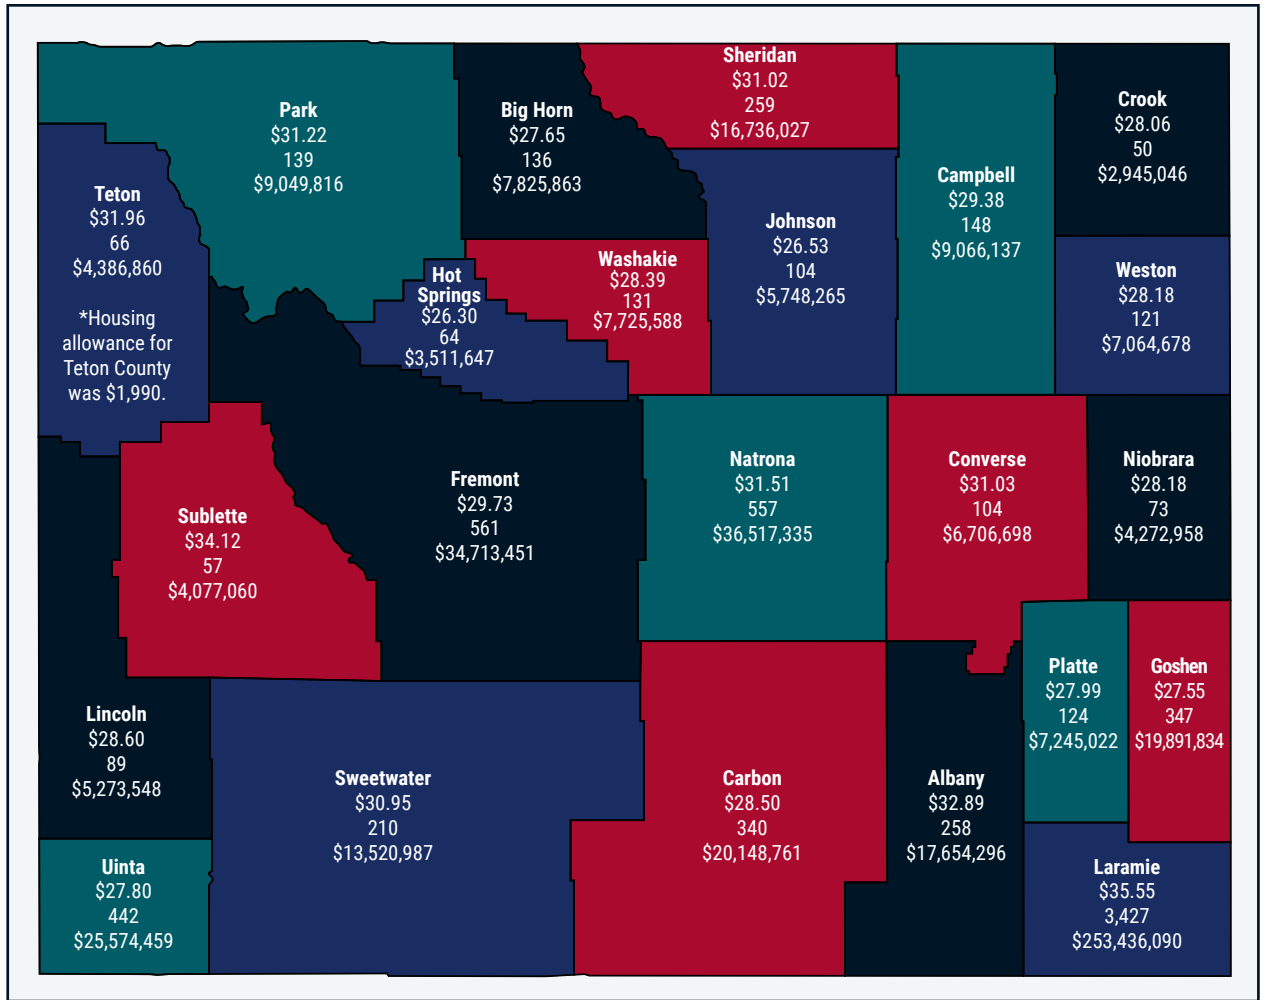 Park
$31.22
139
$9,049,816
Big Horn
$27.65
136
$7,825,863
Sheridan
$31.02
259
$16,736,027
Campbell
$29.38
148
$9,066,137
Crook
$28.06
50
$2,945,046
Teton
$31.96
66
$4,386,860
*Housing
allowance for
Teton County
was $1,990.
Hot
Springs
$26.30
64
$3,511,647
Washakie
$28.39
131
$7,725,588
Johnson
$26.53
104
$5,748,265
Weston
$28.18
121
$7,064,678
Sublette
$34.12
57
$4,077,060
Fremont
$29.73
561
$34,713,451
Natrona
$31.51
557
$36,517,335
Converse
$31.03
104
$6,706,698
Niobrara
$28.18
73
$4,272,958
Lincoln
$28.60
89
$5,273,548
Sweetwater
$30.95
210
$13,520,987
Carbon
$28.50
340
$20,148,761
Albany
$32.89
258
$17,654,296
Platte
$27.99
124
$7,245,022
Goshen
$27.55
347
$19,891,834
Uinta
$27.80
442
$25,574,459
Laramie
$35.55
3,427
$253,436,090